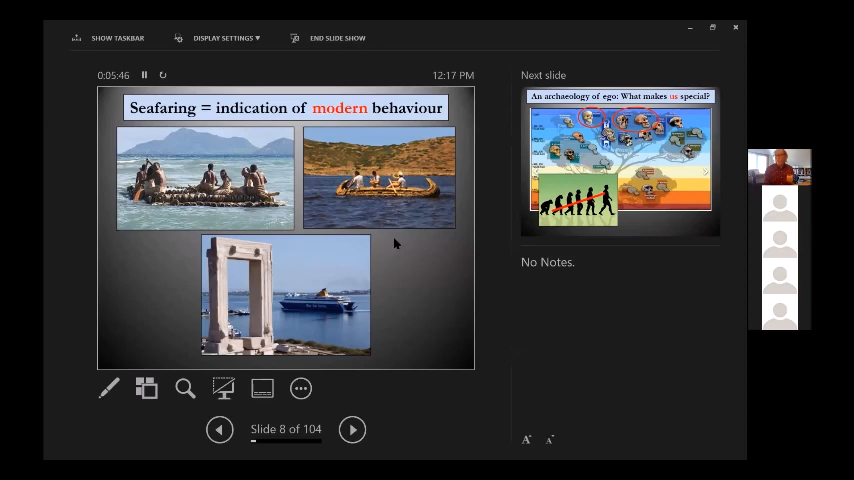 SHOW TASKBAR
DISPLAY SETTINGS ▼
END SLIDE SHOW
0:05:46
12:17 PM
Seafaring = indication of modern behaviour
Next slide
An archaeology of ego: What makes us special?
No Notes.
Slide 8 of 104
A
A